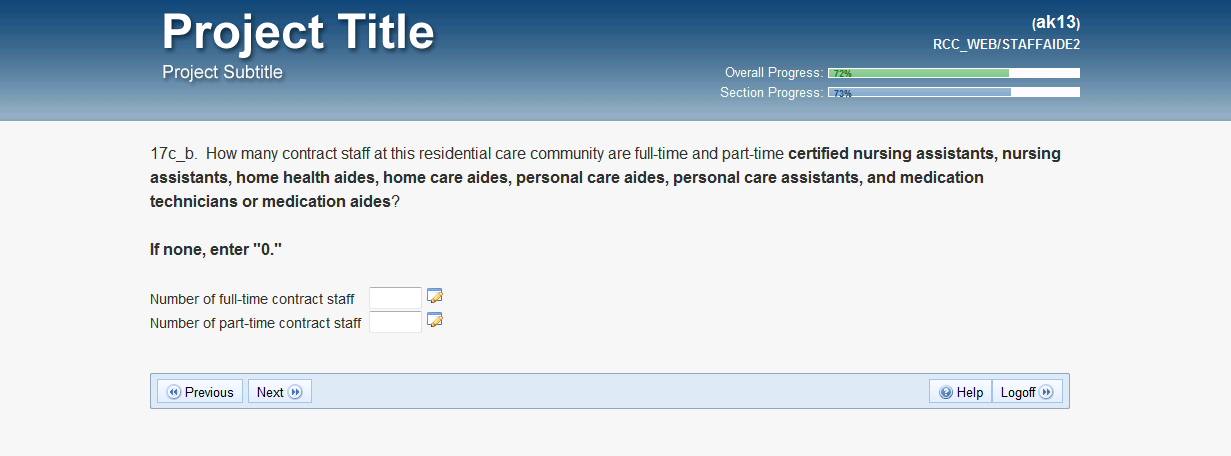 Project Title
Project Subtitle
(ak13)
RCC_WEB/STAFFAIDE2
Overall Progress: 72%
Section Progress: 73%
17c_b. How many contract staff at this residential care community are full-time and part-time certified nursing assistants, nursing
assistants, home health aides, home care aides, personal care aides, personal care assistants, and medication
technicians or medication aides?
If none, enter "0."
Number of full-time contract staff
Number of part-time contract staff
Previous Next Help Logoff